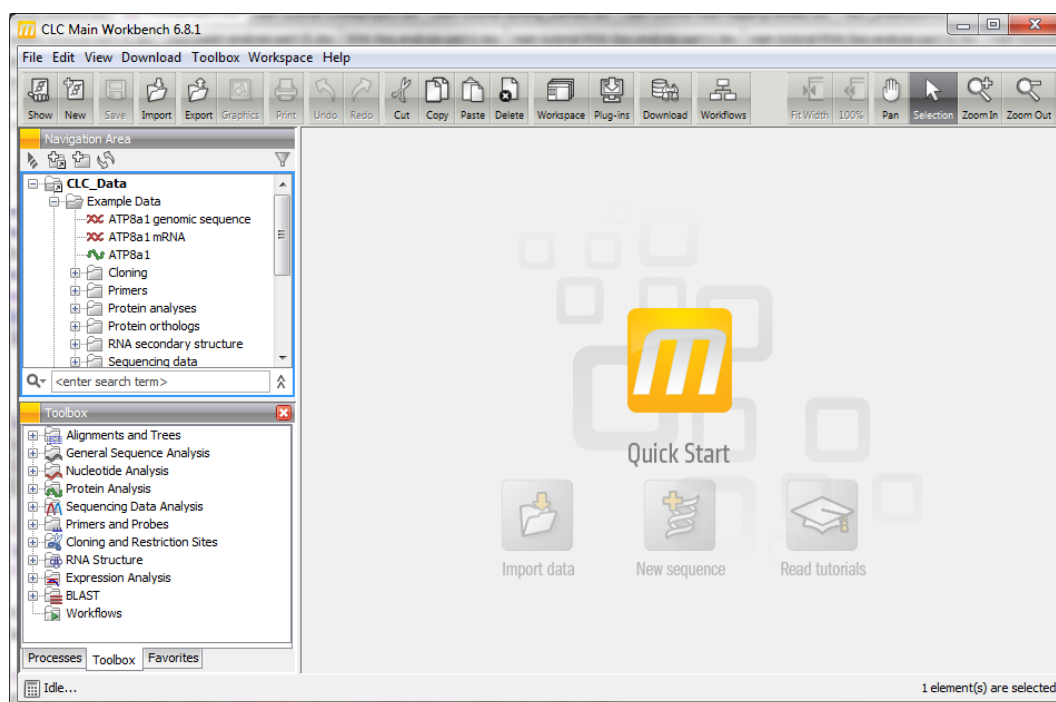 CLC Main Workbench 6.8.1
File Edit View Download Toolbox Workspace Help
Show New Save Import Export Graphics Print Undo Redo Cut Copy Paste Delete Workspace Plug-ins Download Workflows Fit Width 100% Pan Selection Zoom In Zoom Out
Navigation Area
CLC_Data
Example Data
ATP8a1 genomic sequence
ATP8a1 mRNA
ATP8a1
Cloning
Primers
Protein analyses
Protein orthologs
RNA secondary structure
Sequencing data
<enter search term>
Toolbox
Alignments and Trees
General Sequence Analysis
Nucleotide Analysis
Protein Analysis
Sequencing Data Analysis
Primers and Probes
Cloning and Restriction Sites
RNA Structure
Expression Analysis
BLAST
Workflows
Processes Toolbox Favorites
Quick Start
Import data New sequence Read tutorials
Idle... 1 element(s) are selected